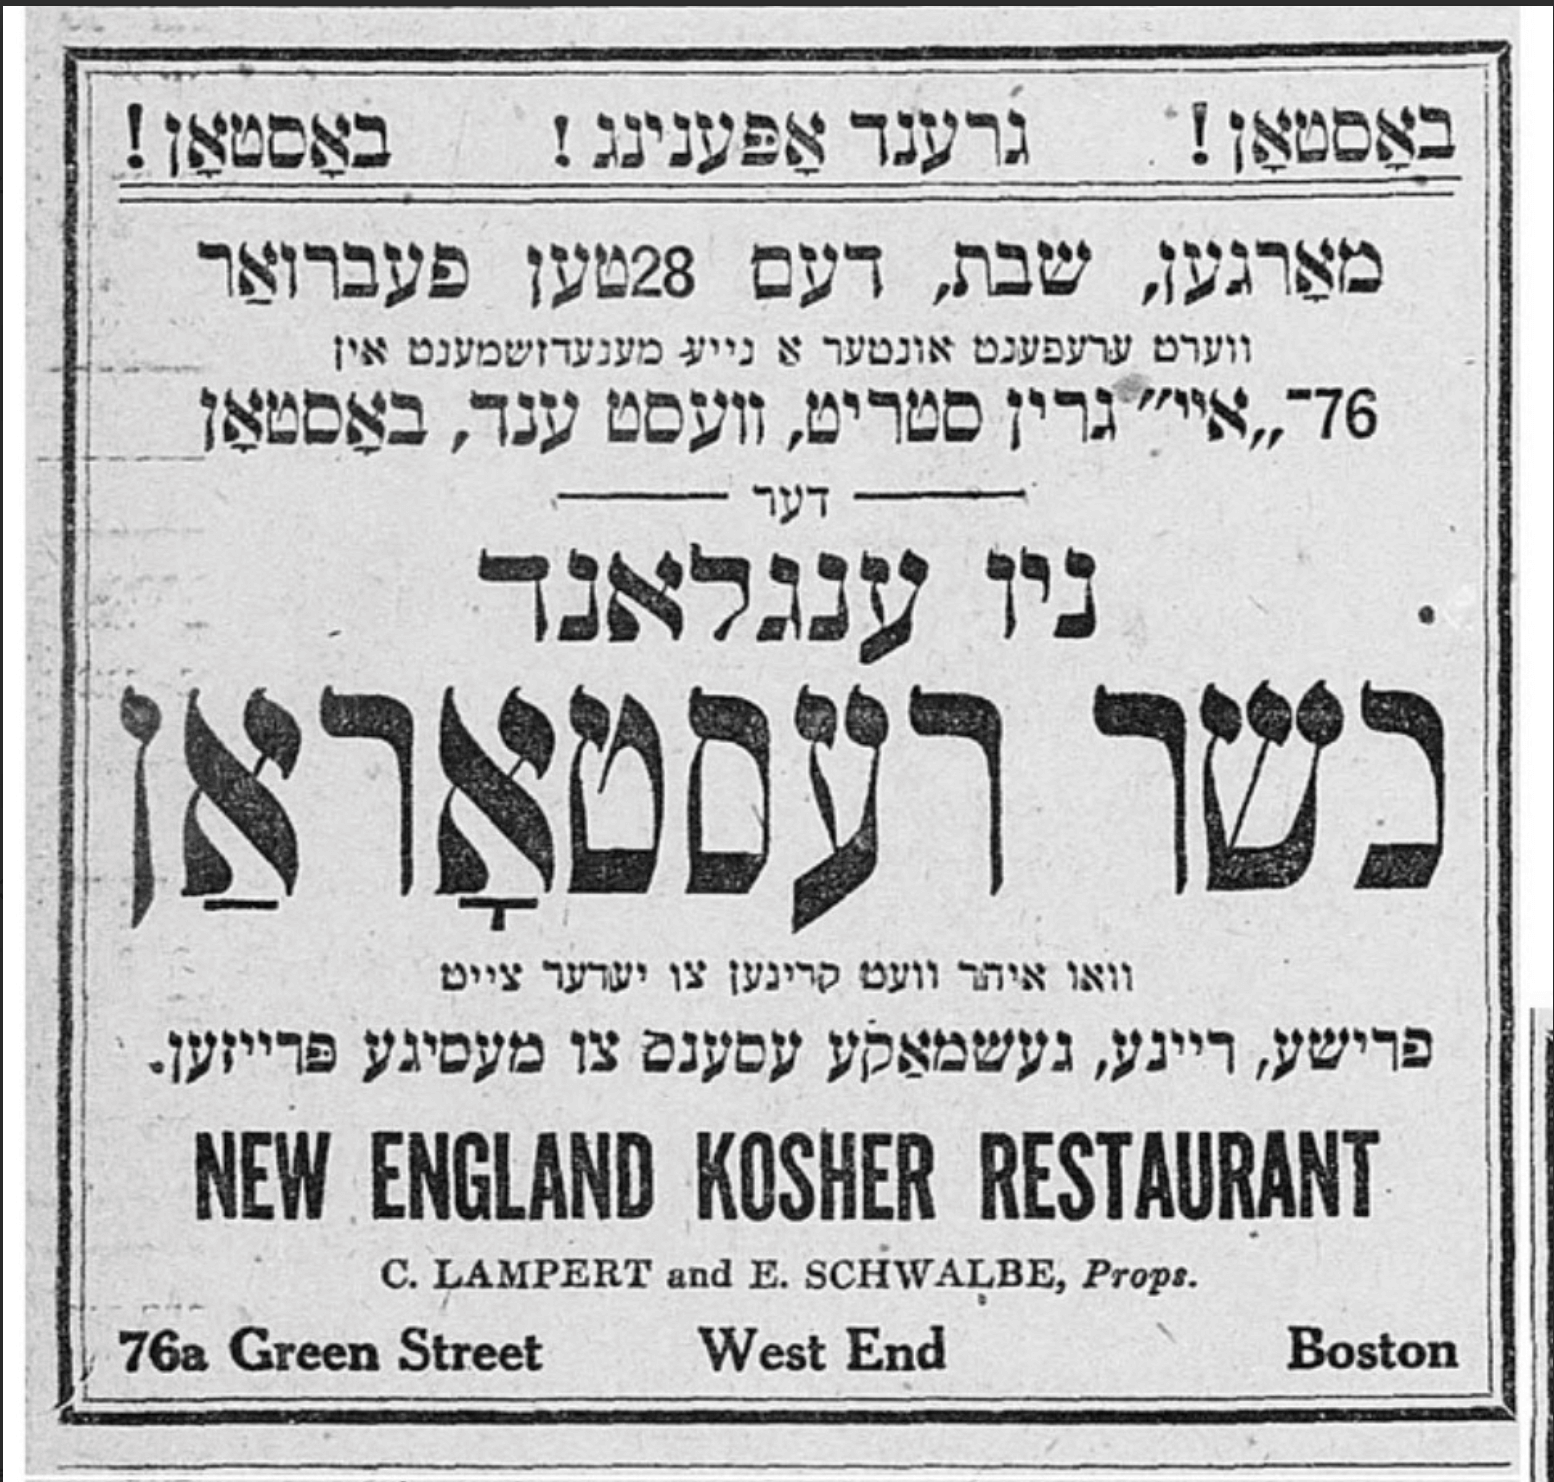 באָסטאָן! גרענד אָפּענינג! באָסטאָן!
מאָרגען, שבת, דעם 28טען פעברואַר
ווערט ערעפענט אונטער א נייע מענעדזשמענט אין
76־„איי״ גרין סטריט, וועסט ענד, באָסטאָן
דער
ניו ענגלאנד
כשר רעסטאָראַן
וואו איהר וועט קריגען צו יעדער צייט
פרישע, ריינע, געשמאַקע עסענס צו מעסיגע פּרייזען.
NEW ENGLAND KOSHER RESTAURANT
C. LAMPERT and E. SCHWALBE, Props.
76a Green Street West End Boston